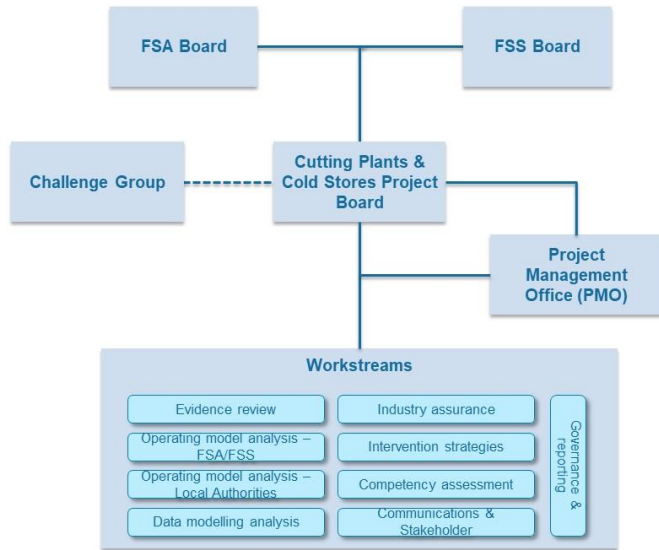 FSA Board
FSS Board
Challenge Group
Cutting Plants &
Cold Stores Project
Board
Project
Management
Office (PMO)
Workstreams
Evidence review
Industry assurance
Operating model analysis –
FSA/FSS
Intervention strategies
Operating model analysis –
Local Authorities
Competency assessment
Data modelling analysis
Communications &
Stakeholder
Governance &
reporting